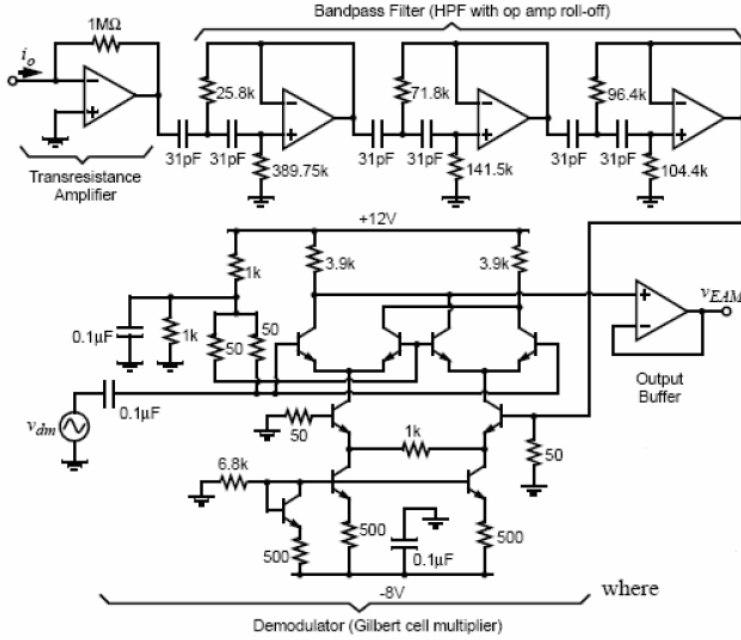 Bandpass Filter (HPF with op amp roll-off)
1MΩ
i_o
25.8k
71.8k
96.4k
31pF 31pF
389.75k
31pF 31pF
141.5k
31pF 31pF
104.4k
Transresistance
Amplifier
+12V
1k
3.9k
3.9k
0.1µF
1k
50
50
v_EAM
Output
Buffer
0.1µF
v_dm
50
1k
50
6.8k
500
500
0.1µF
500
-8V
where
Demodulator (Gilbert cell multiplier)